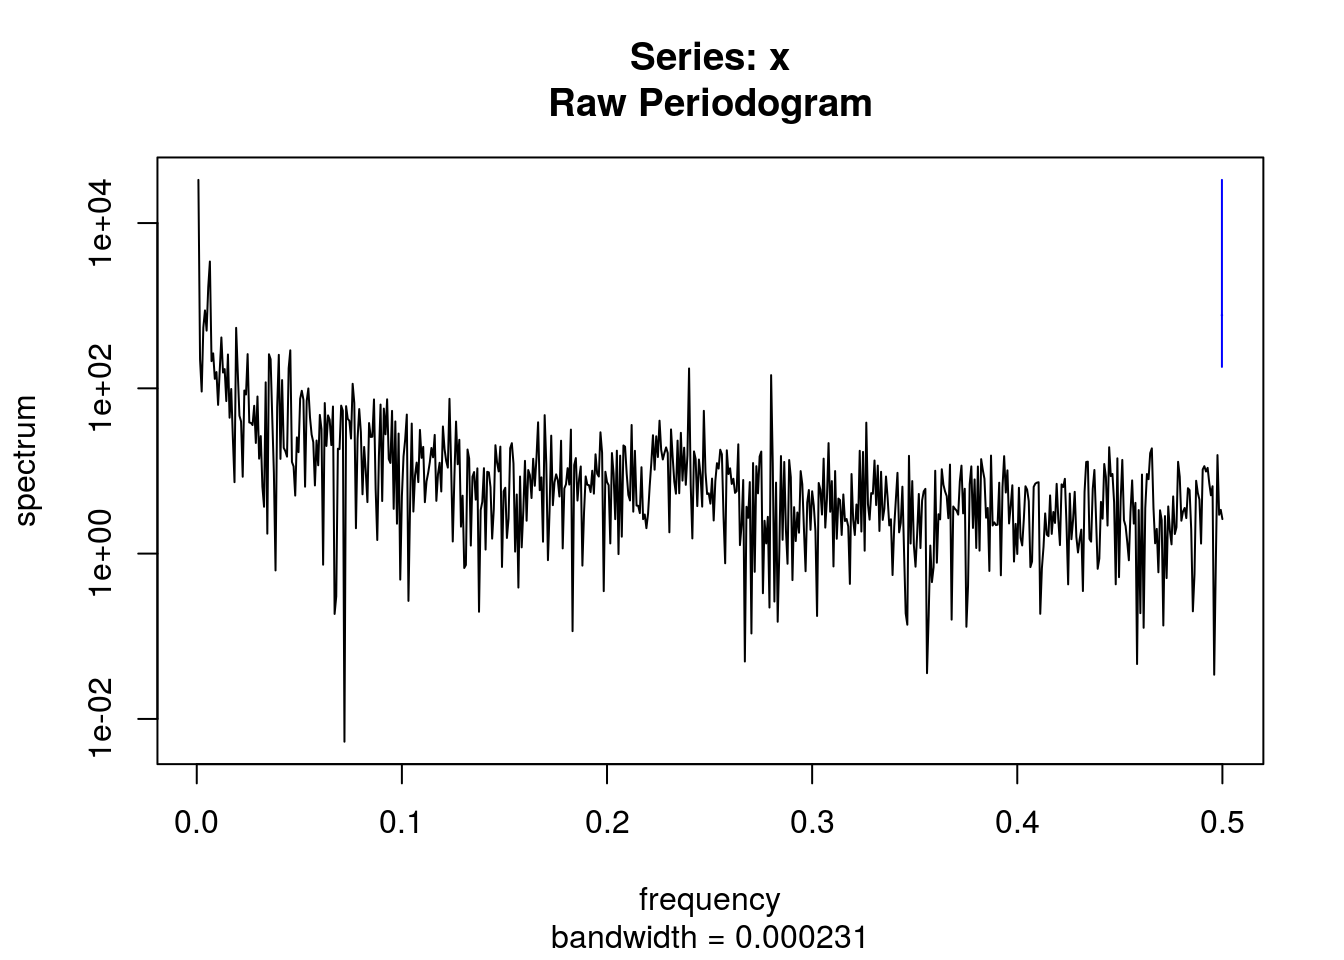 Series: x
Raw Periodogram
spectrum
1e+04
1e+02
1e+00
1e-02
0.0 0.1 0.2 0.3 0.4 0.5
frequency
bandwidth = 0.000231